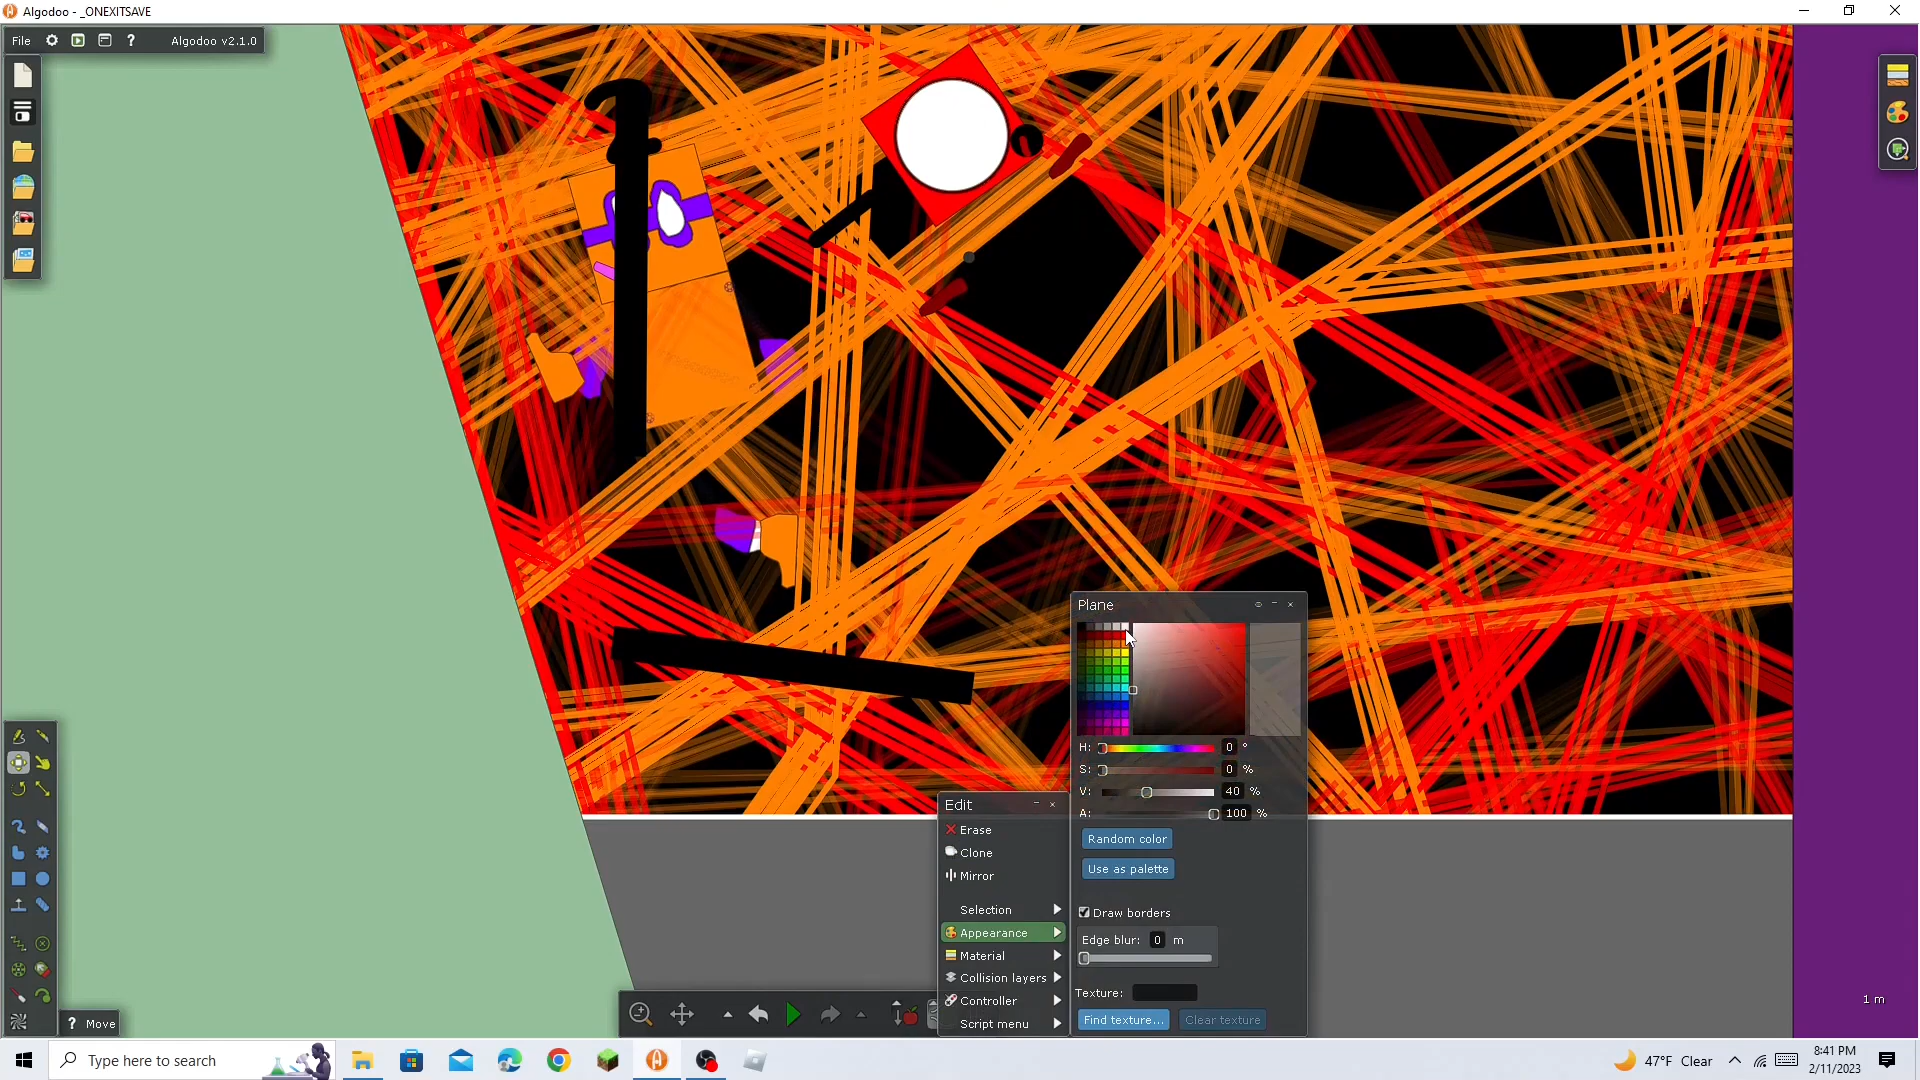 Algodoo - _ONEXITSAVE
File ? Algodoo v2.1.0
Plane
H: 0 °
S: 0 %
V: 40 %
A: 100 %
Random color
Use as palette
Draw borders
Edge blur: 0 m
Texture:
Find texture... Clear texture
Edit
Erase
Clone
Mirror
Selection
Appearance
Material
Collision layers
Controller
Script menu
1 m
? Move
Type here to search
47°F Clear
8:41 PM
2/11/2023